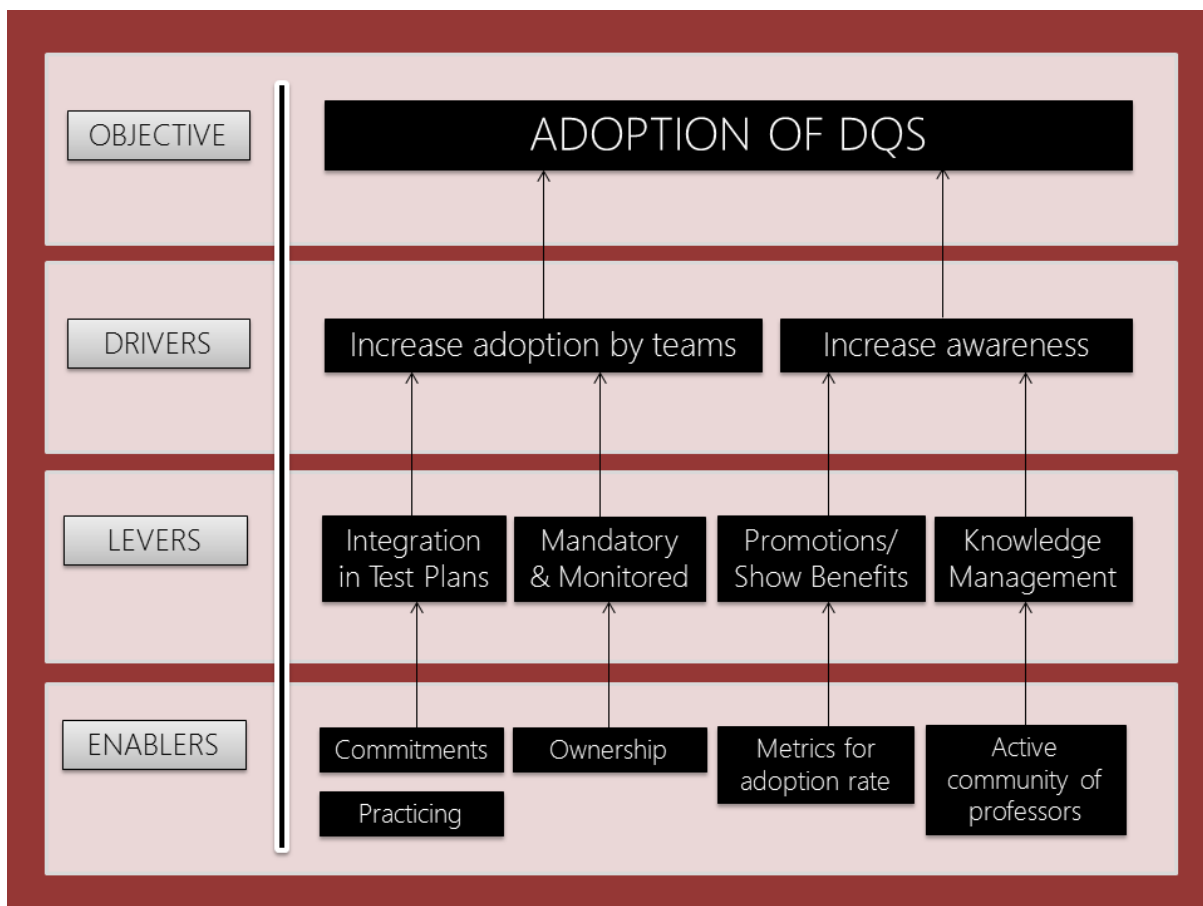 OBJECTIVE
ADOPTION OF DQS
DRIVERS
Increase adoption by teams
Increase awareness
LEVERS
Integration
in Test Plans
Mandatory
& Monitored
Promotions/
Show Benefits
Knowledge
Management
ENABLERS
Commitments
Practicing
Ownership
Metrics for
adoption rate
Active
community of
professors